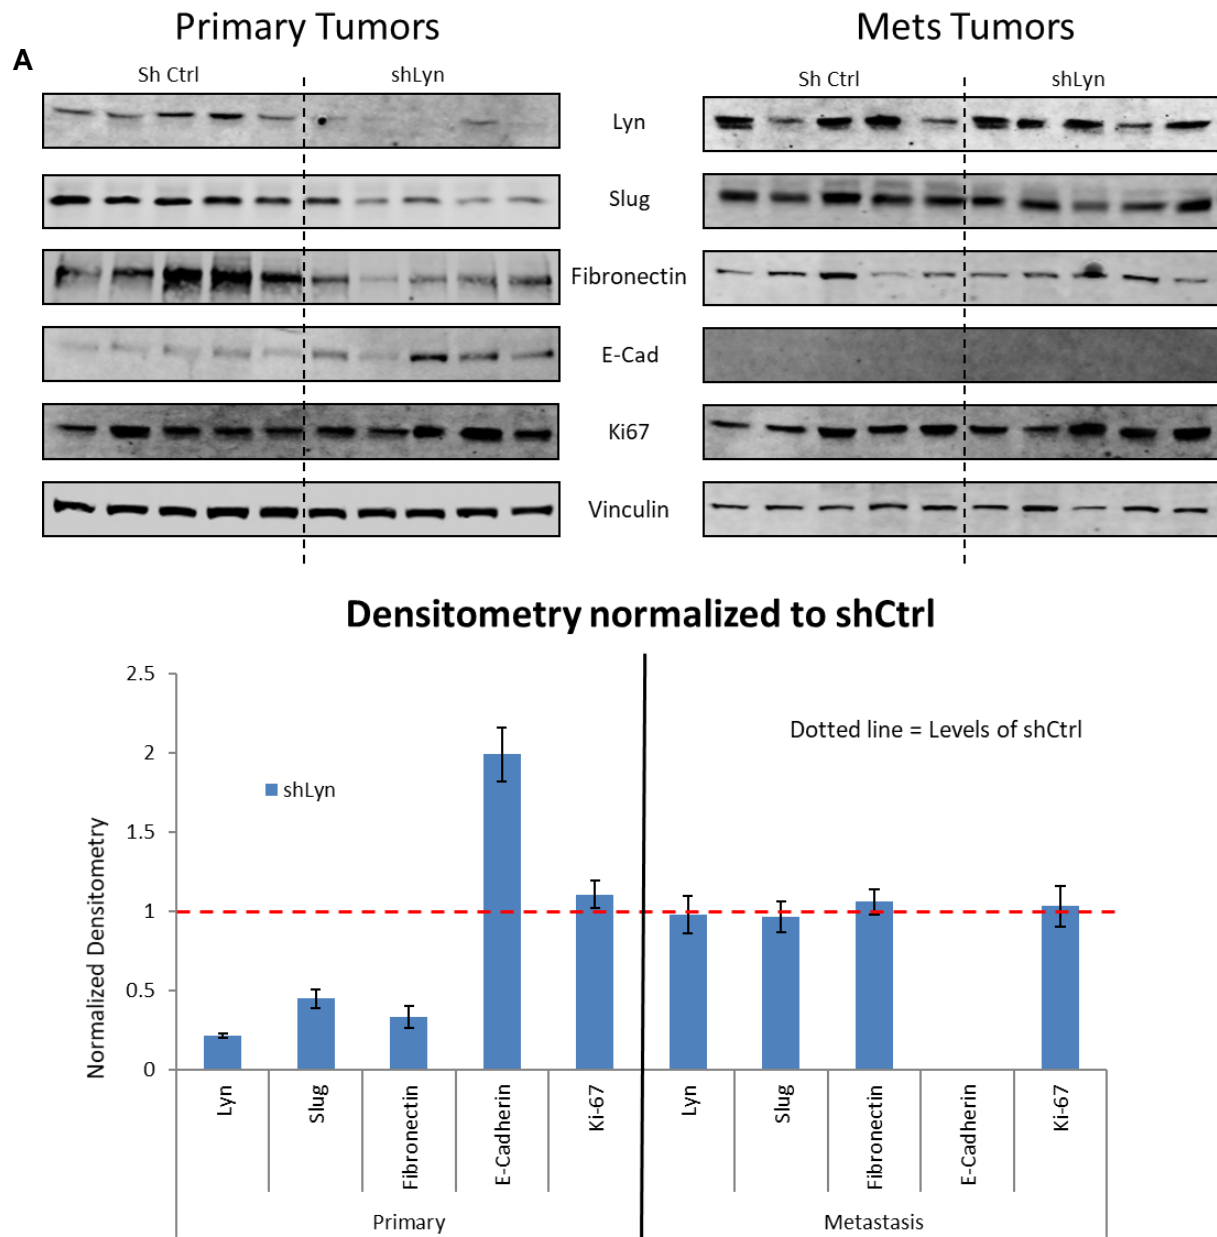 Primary Tumors
Mets Tumors
A
Sh Ctrl
shLyn
Sh Ctrl
shLyn
Lyn
Slug
Fibronectin
E-Cad
Ki67
Vinculin
Densitometry normalized to shCtrl
2.5
2
1.5
1
0.5
0
Normalized Densitometry
shLyn
Dotted line = Levels of shCtrl
Lyn
Slug
Fibronectin
E-Cadherin
Ki-67
Lyn
Slug
Fibronectin
E-Cadherin
Ki-67
Primary
Metastasis